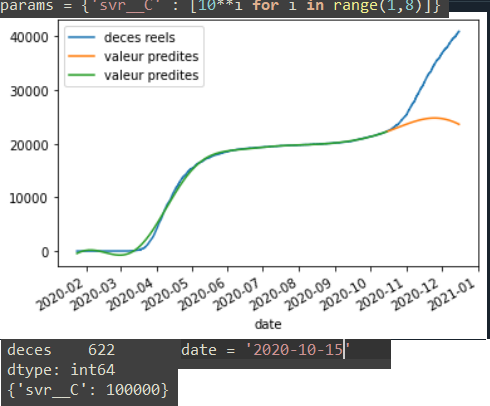 params = {'svr__C' : [10**i for i in range(1,8)]}
deces reels
valeur predites
valeur predites
40000
30000
20000
10000
0
2020-02
2020-03
2020-04
2020-05
2020-06
2020-07
2020-08
2020-09
2020-10
2020-11
2020-12
2021-01
date
deces    622
date = '2020-10-15'
dtype: int64
{'svr__C': 100000}